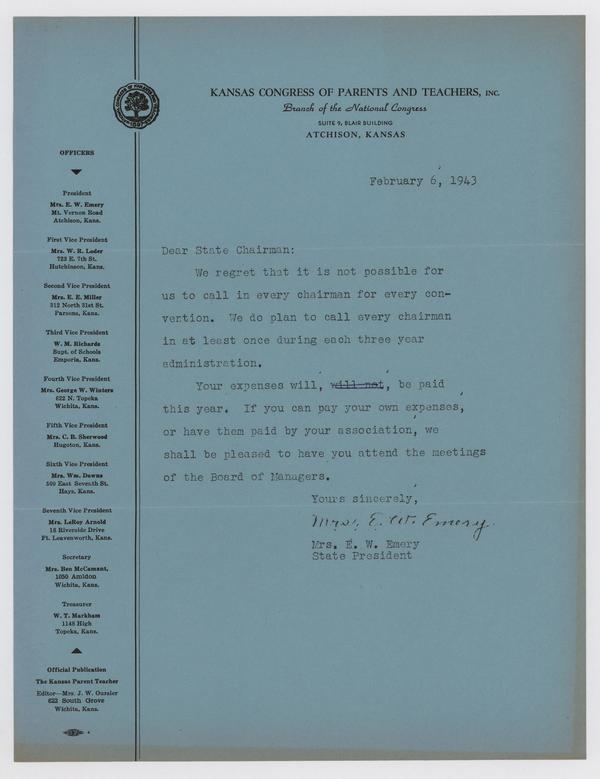 KANSAS CONGRESS OF PARENTS AND TEACHERS, INC.
Branch of the National Congress
SUITE 9, BLAIR BUILDING
ATCHISON, KANSAS
OFFICERS
President
Mrs. E. W. Emery
Mt. Vernon Road
Atchison, Kans.
First Vice President
Mrs. W. R. Loder
723 E. 7th St.
Hutchinson, Kans.
Second Vice President
Mrs. E. E. Miller
312 North 31st St.
Parsons, Kans.
Third Vice President
W. M. Richards
Supt. of Schools
Emporia, Kans.
Fourth Vice President
Mrs. George W. Winters
622 N. Topeka
Wichita, Kans.
Fifth Vice President
Mrs. C. B. Sherwood
Hugoton, Kans.
Sixth Vice President
Mrs. Wm. Downs
509 East Seventh St.
Hays, Kans.
Seventh Vice President
Mrs. LeRoy Arnold
16 Riverside Drive
Ft. Leavenworth, Kans.
Secretary
Mrs. Ben McCamant,
1050 Amidon
Wichita, Kans.
Treasurer
W. T. Markham
1148 High
Topeka, Kans.
Official Publication
The Kansas Parent Teacher
Editor—Mrs. J. W. Oursler
622 South Grove
Wichita, Kans.
February 6, 1943
Dear State Chairman:
We regret that it is not possible for
us to call in every chairman for every con-
vention. We do plan to call every chairman
in at least once during each three year
administration.
Your expenses will, will not, be paid
this year. If you can pay your own expenses,
or have them paid by your association, we
shall be pleased to have you attend the meetings
of the Board of Managers.
Yours sincerely,
Mrs. E. W. Emery.
Mrs. E. W. Emery
State President